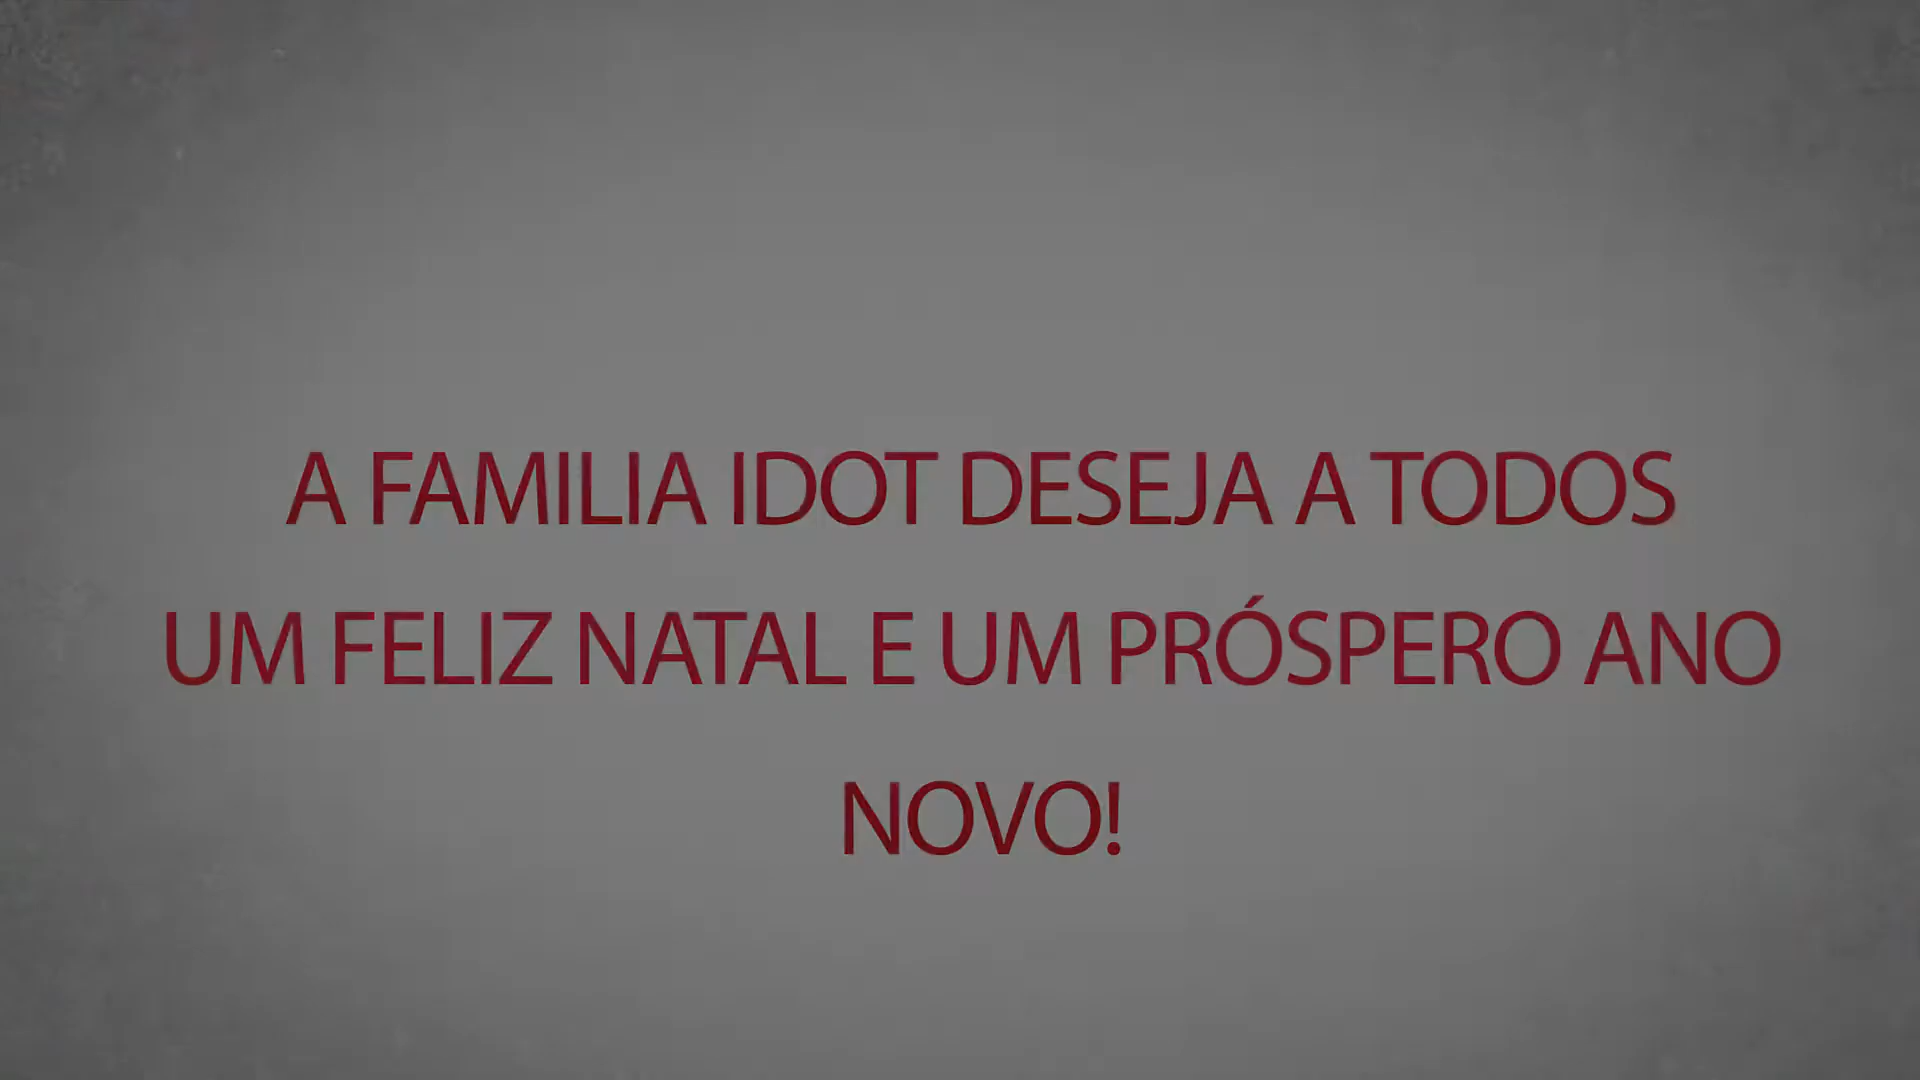 A FAMILIA IDOT DESEJA A TODOS
UM FELIZ NATAL E UM PRÓSPERO ANO
NOVO!